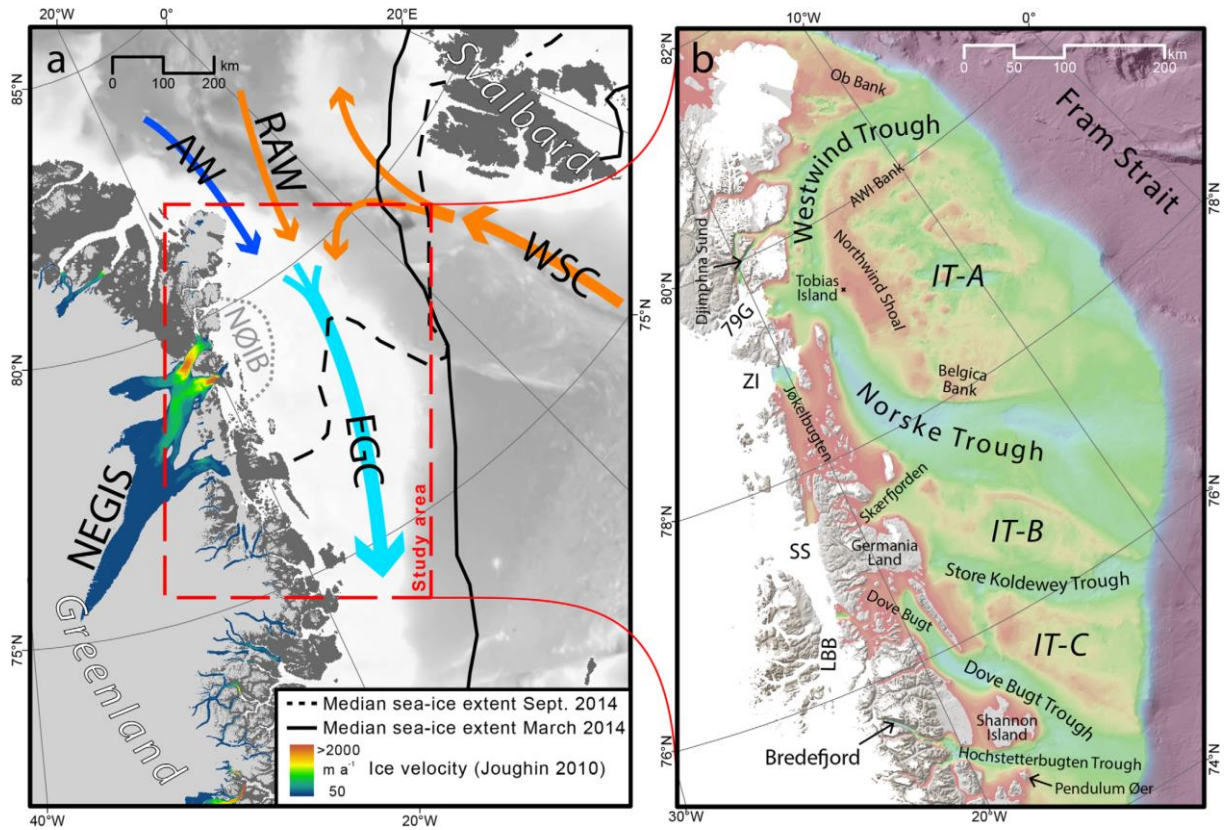 20°W
0°
20°E
a
0 100 200
km
85°N
Svalbard
AW
RAW
WSC
75°N
NØIB
80°N
EGC
NEGIS
Study area
Greenland
75°N
Median sea-ice extent Sept. 2014
Median sea-ice extent March 2014
>2000
m a⁻¹ Ice velocity (Joughin 2010)
50
40°W
20°W
10°W
0°
82°N
b
0 50 100 200
km
Ob Bank
Fram Strait
Westwind Trough
AWI Bank
78°N
Djimphna Sund
Northwind Shoal
IT-A
Tobias
Island
80°N
79G
ZI
Belgica
Bank
Jøkelbugten
Norske Trough
76°N
Skærfjorden
78°N
IT-B
SS
Germania
Land
Store Koldewey Trough
Dove Bugt
IT-C
LBB
Dove Bugt Trough
Shannon
Island
76°N
Bredefjord
Hochstetterbugten Trough
74°N
Pendulum Øer
30°W
20°W